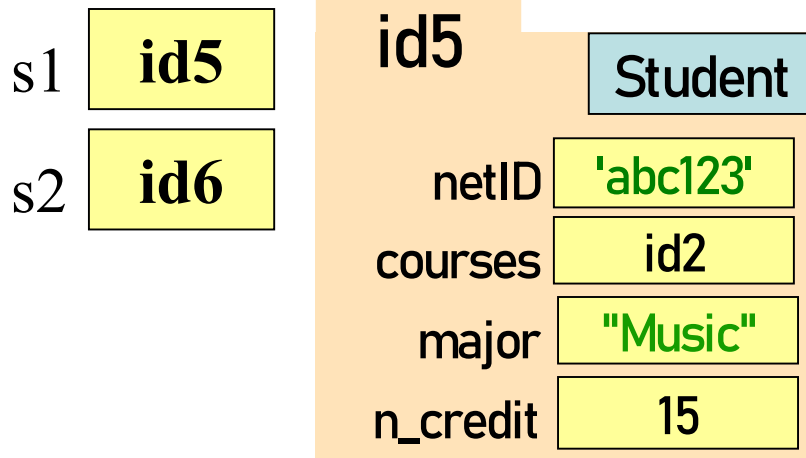 s1 id5
s2 id6
id5
Student
netID 'abc123'
courses id2
major "Music"
n_credit 15